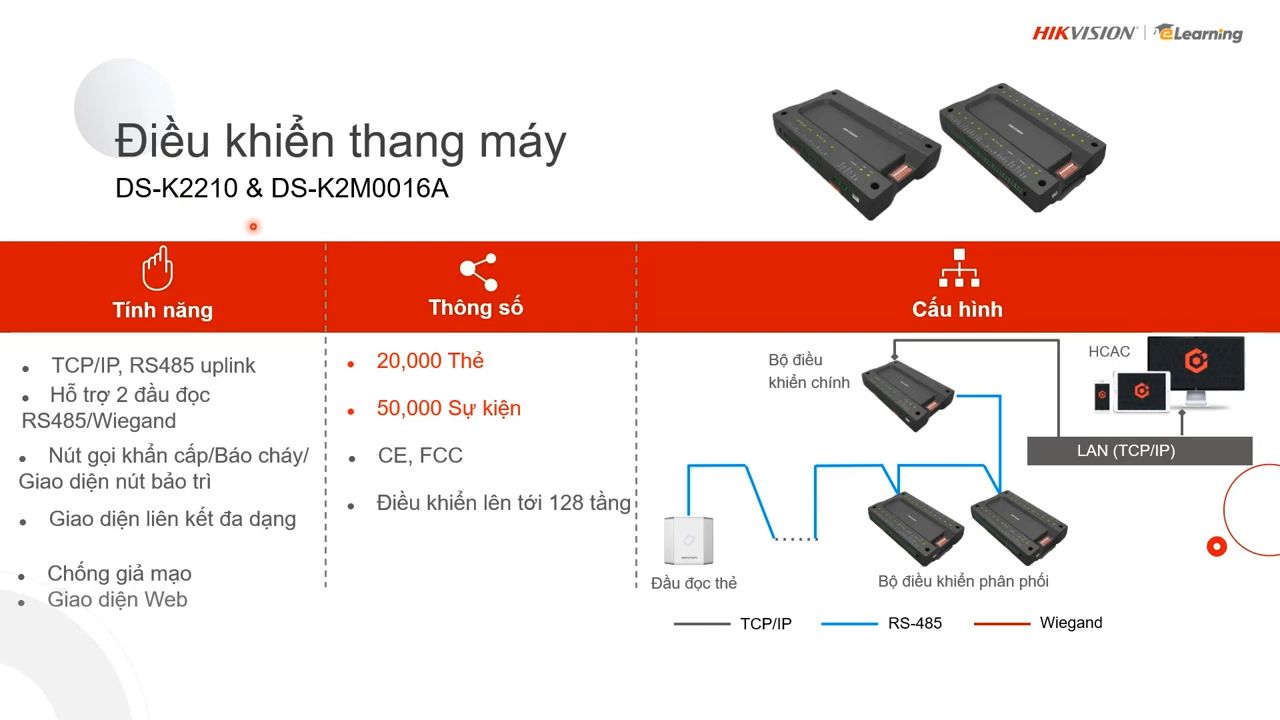 HIKVISION eLearning
Điều khiển thang máy
DS-K2210 & DS-K2M0016A
Tính năng
Thông số
Cấu hình
TCP/IP, RS485 uplink
Hỗ trợ 2 đầu đọc
RS485/Wiegand
Nút gọi khẩn cấp/Báo cháy/
Giao diện nút bảo trì
Giao diện liên kết đa dạng
Chống giả mạo
Giao diện Web
20,000 Thẻ
50,000 Sự kiện
CE, FCC
Điều khiển lên tới 128 tầng
Bộ điều
khiển chính
HCAC
LAN (TCP/IP)
Đầu đọc thẻ
Bộ điều khiển phân phối
TCP/IP
RS-485
Wiegand